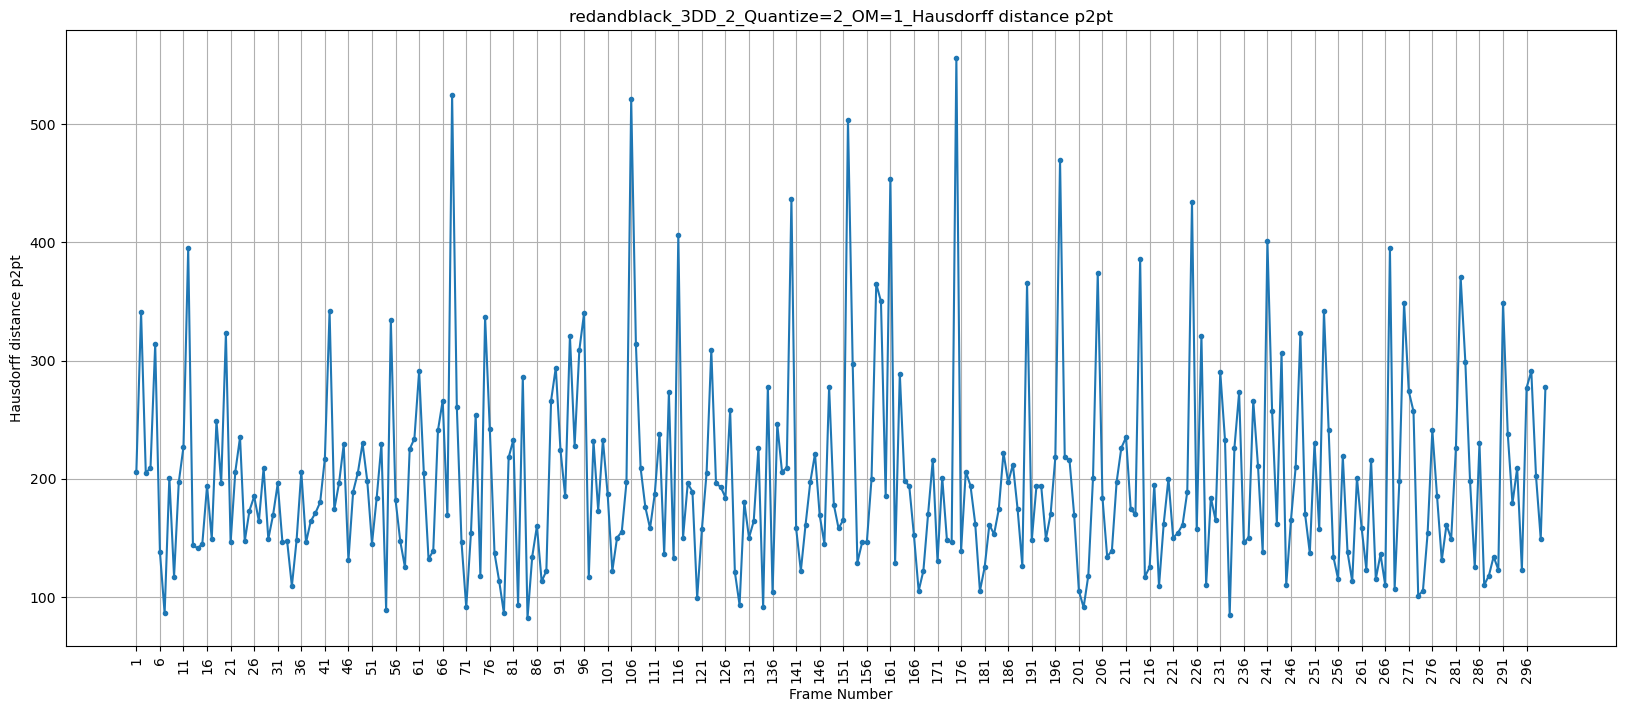 redandblack_3DD_2_Quantize=2_OM=1_Hausdorff distance p2pt
Hausdorff distance p2pt
500
400
300
200
100
1 6 11 16 21 26 31 36 41 46 51 56 61 66 71 76 81 86 91 96 101 106 111 116 121 126 131 136 141 146 151 156 161 166 171 176 181 186 191 196 201 206 211 216 221 226 231 236 241 246 251 256 261 266 271 276 281 286 291 296
Frame Number